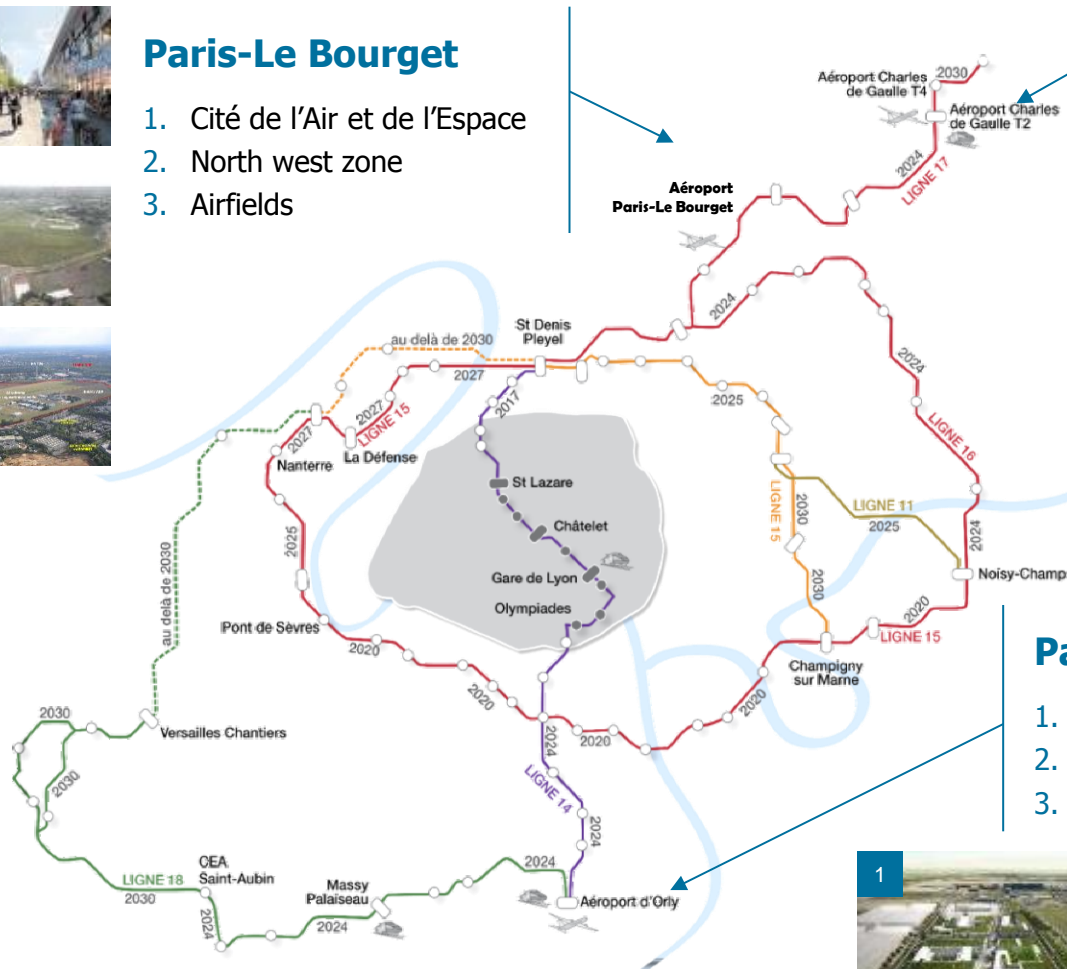 Paris-Le Bourget
1. Cité de l’Air et de l’Espace
2. North west zone
3. Airfields
2030
Aéroport Charles
de Gaulle T4
Aéroport Charles
de Gaulle T2
2024
LIGNE 17
Aéroport
Paris-Le Bourget
2024
St Denis
Pleyel
au delà de 2030
2027
2025
2024
2017
2027
LIGNE 15
2027
Nanterre
La Défense
St Lazare
LIGNE 16
LIGNE 15
2030
LIGNE 11
2025
Châtelet
2025
2024
au delà de 2030
Gare de Lyon
2030
Noisy-Champs
Olympiades
2020
Pont de Sèvres
LIGNE 15
2020
Champigny
sur Marne
Pa
1.
2.
3.
2020
2020
2030
Versailles Chantiers
2020
2024
2030
LIGNE 14
2024
CEA
Saint-Aubin
2024
LIGNE 18
2030
Massy
Palaiseau
Aéroport d’Orly
2024
2024
1